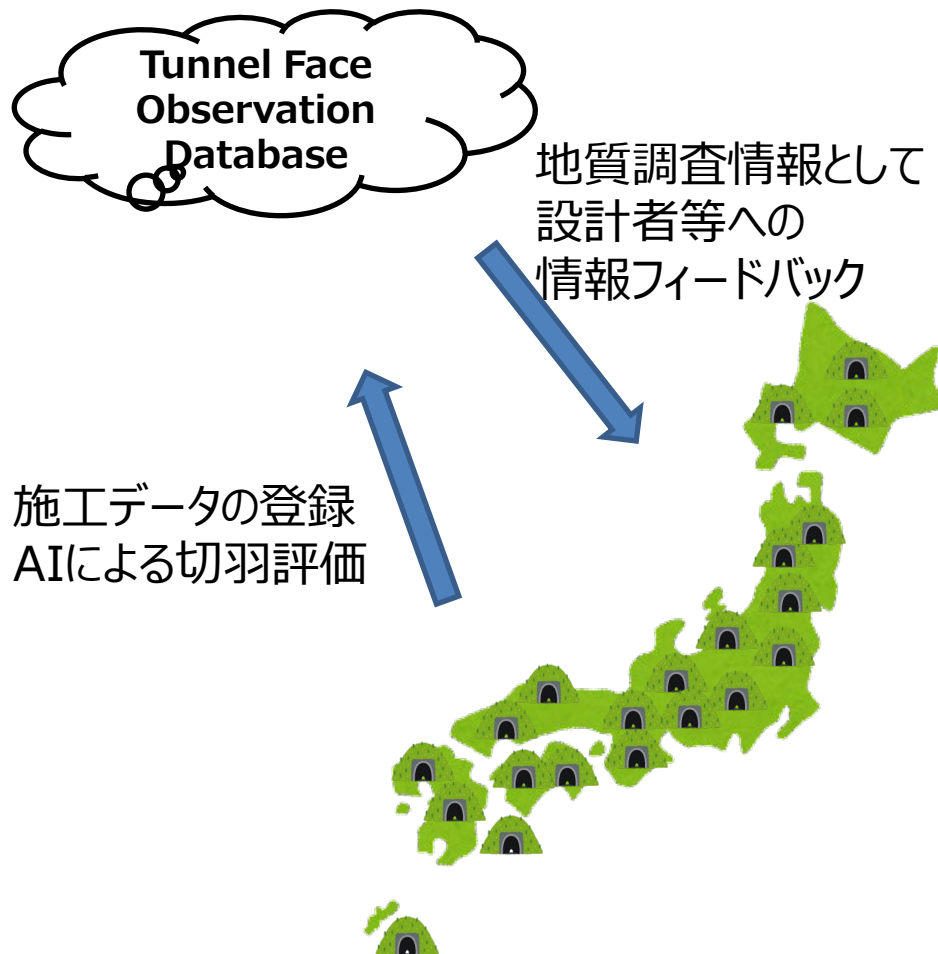 Tunnel Face
Observation
Database
地質調査情報として
設計者等への
情報フィードバック
施工データの登録
AIによる切羽評価